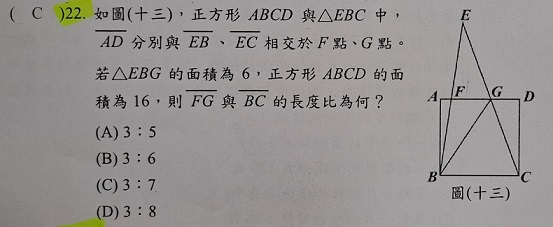 ( C )22. 如圖(十三)，正方形 ABCD 與△EBC 中，
AD 分別與 EB、EC 相交於 F 點、G 點。
若△EBG 的面積為 6，正方形 ABCD 的面
積為 16，則 FG 與 BC 的長度比為何？
(A) 3：5
(B) 3：6
(C) 3：7
(D) 3：8
E
A F G D
B C
圖(十三)